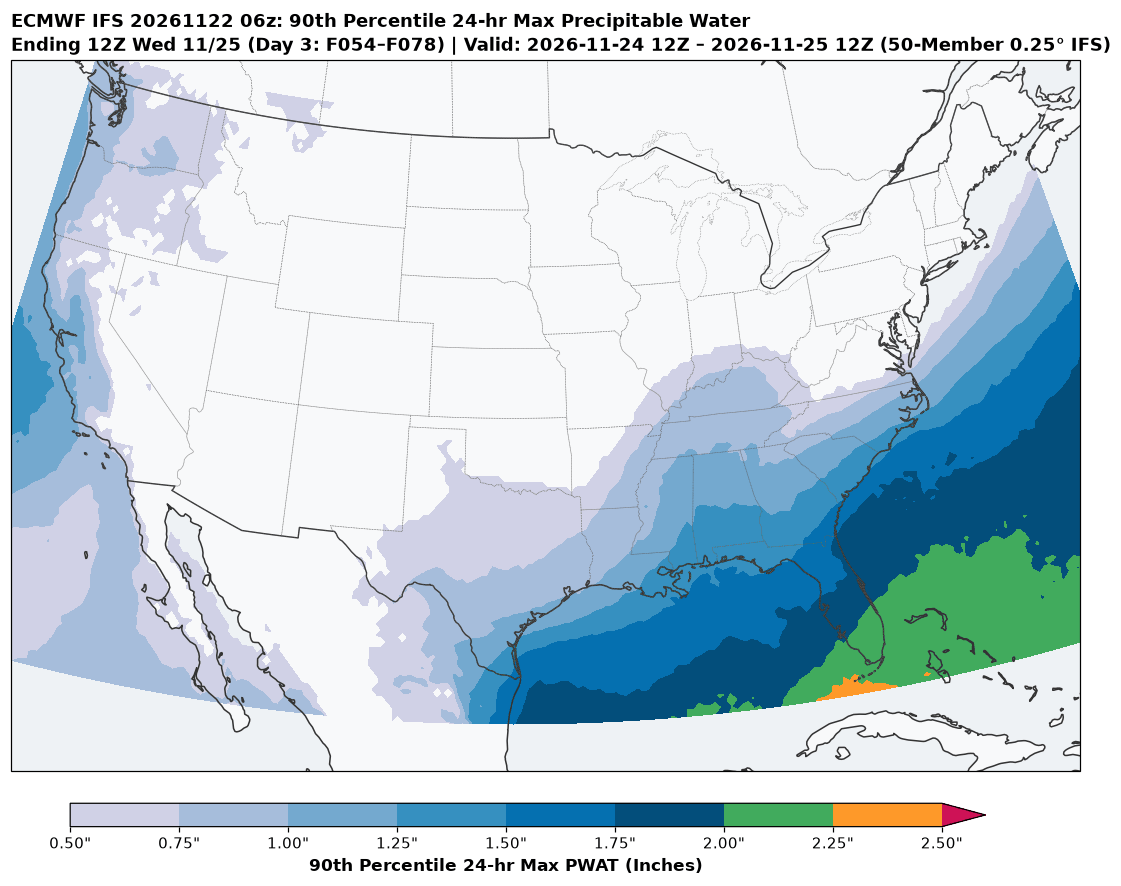 ECMWF IFS 20261122 06z: 90th Percentile 24-hr Max Precipitable Water
Ending 12Z Wed 11/25 (Day 3: F054–F078) | Valid: 2026-11-24 12Z – 2026-11-25 12Z (50-Member 0.25° IFS)
0.50" 0.75" 1.00" 1.25" 1.50" 1.75" 2.00" 2.25" 2.50"
90th Percentile 24-hr Max PWAT (Inches)